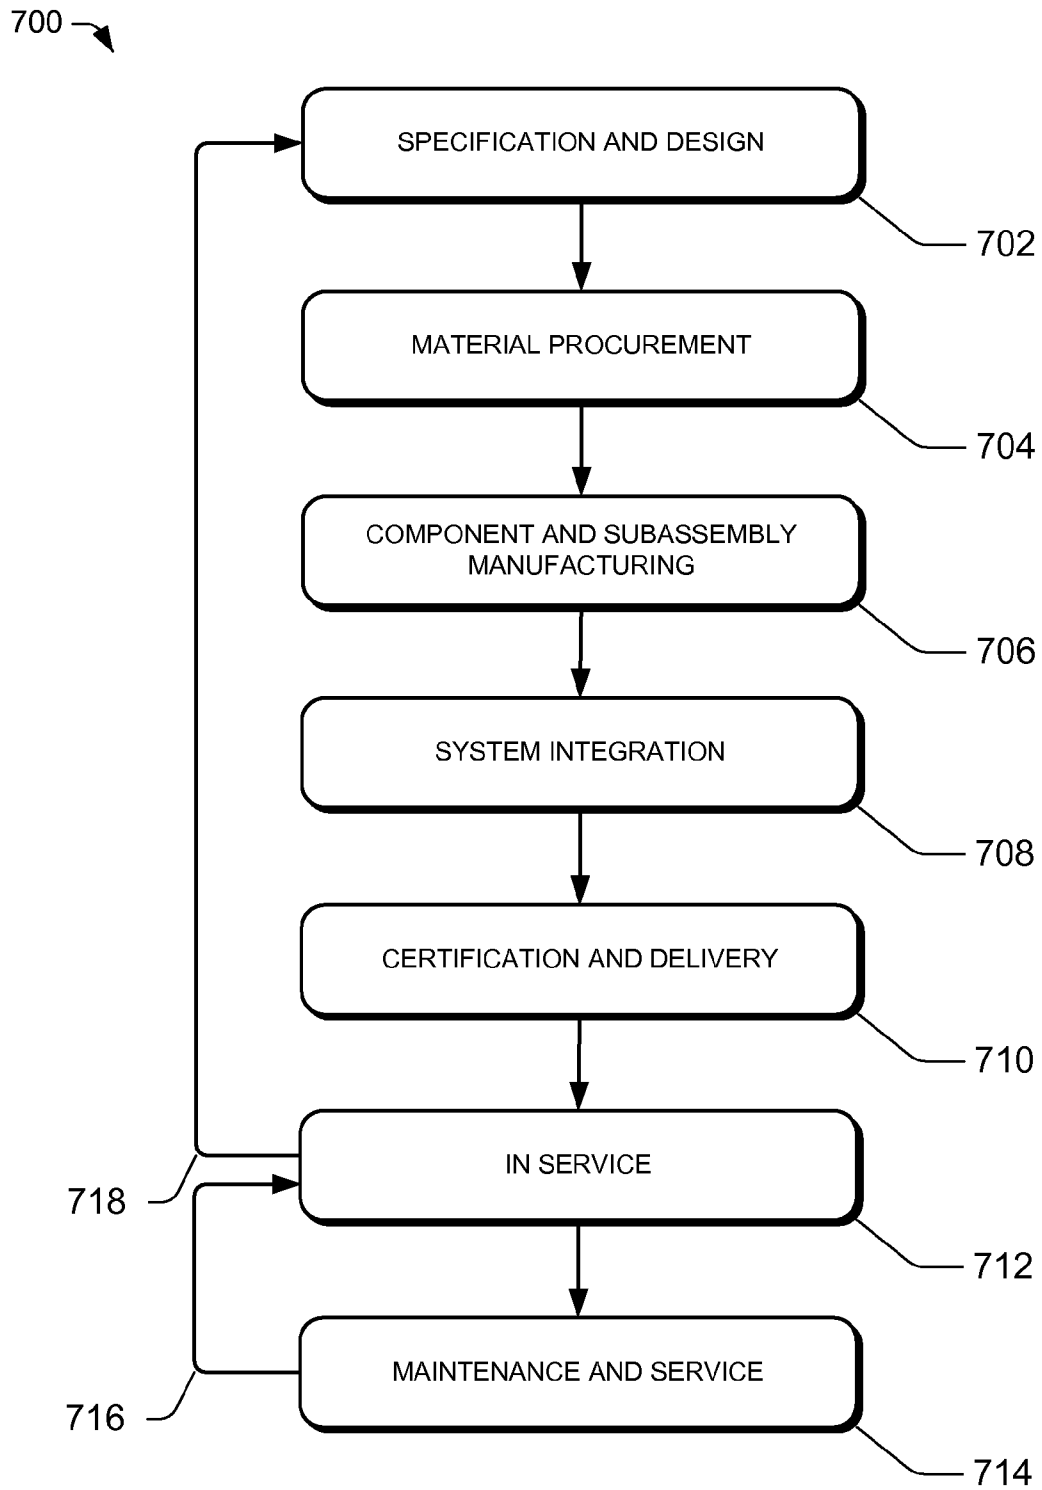 700
SPECIFICATION AND DESIGN
702
MATERIAL PROCUREMENT
704
COMPONENT AND SUBASSEMBLY
MANUFACTURING
706
SYSTEM INTEGRATION
708
CERTIFICATION AND DELIVERY
710
IN SERVICE
718
712
MAINTENANCE AND SERVICE
716
714